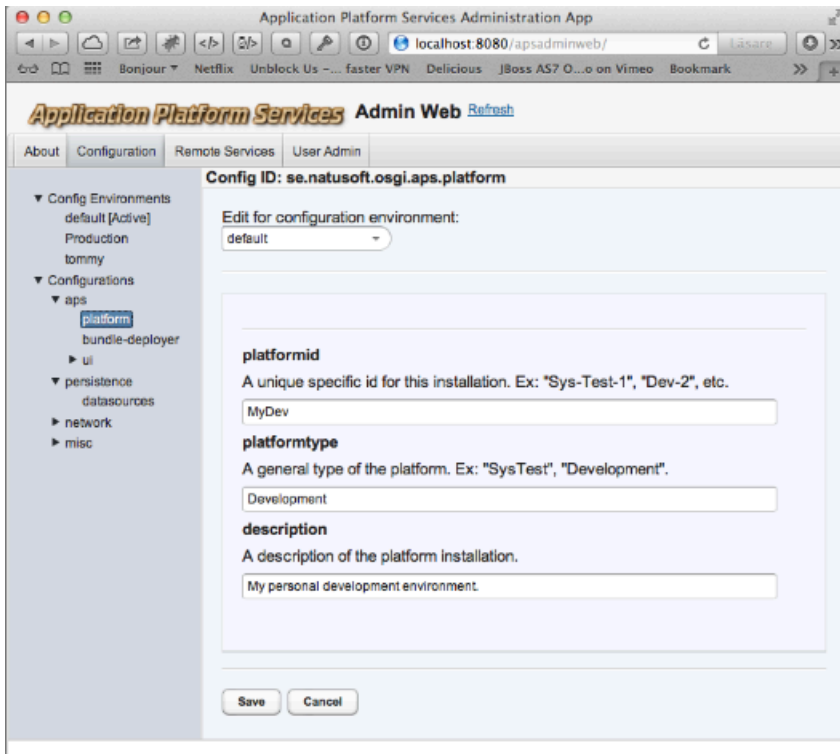 Application Platform Services Administration App
localhost:8080/apsadminweb/ Läsare
Bonjour Netflix Unblock Us –... faster VPN Delicious JBoss AS7 O...o on Vimeo Bookmark
Application Platform Services Admin Web Refresh
About Configuration Remote Services User Admin
Config ID: se.natusoft.osgi.aps.platform
Config Environments
default [Active]
Production
tommy
Configurations
aps
platform
bundle-deployer
ui
persistence
datasources
network
misc
Edit for configuration environment:
default
platformid
A unique specific id for this installation. Ex: "Sys-Test-1", "Dev-2", etc.
MyDev
platformtype
A general type of the platform. Ex: "SysTest", "Development".
Development
description
A description of the platform installation.
My personal development environment.
Save Cancel